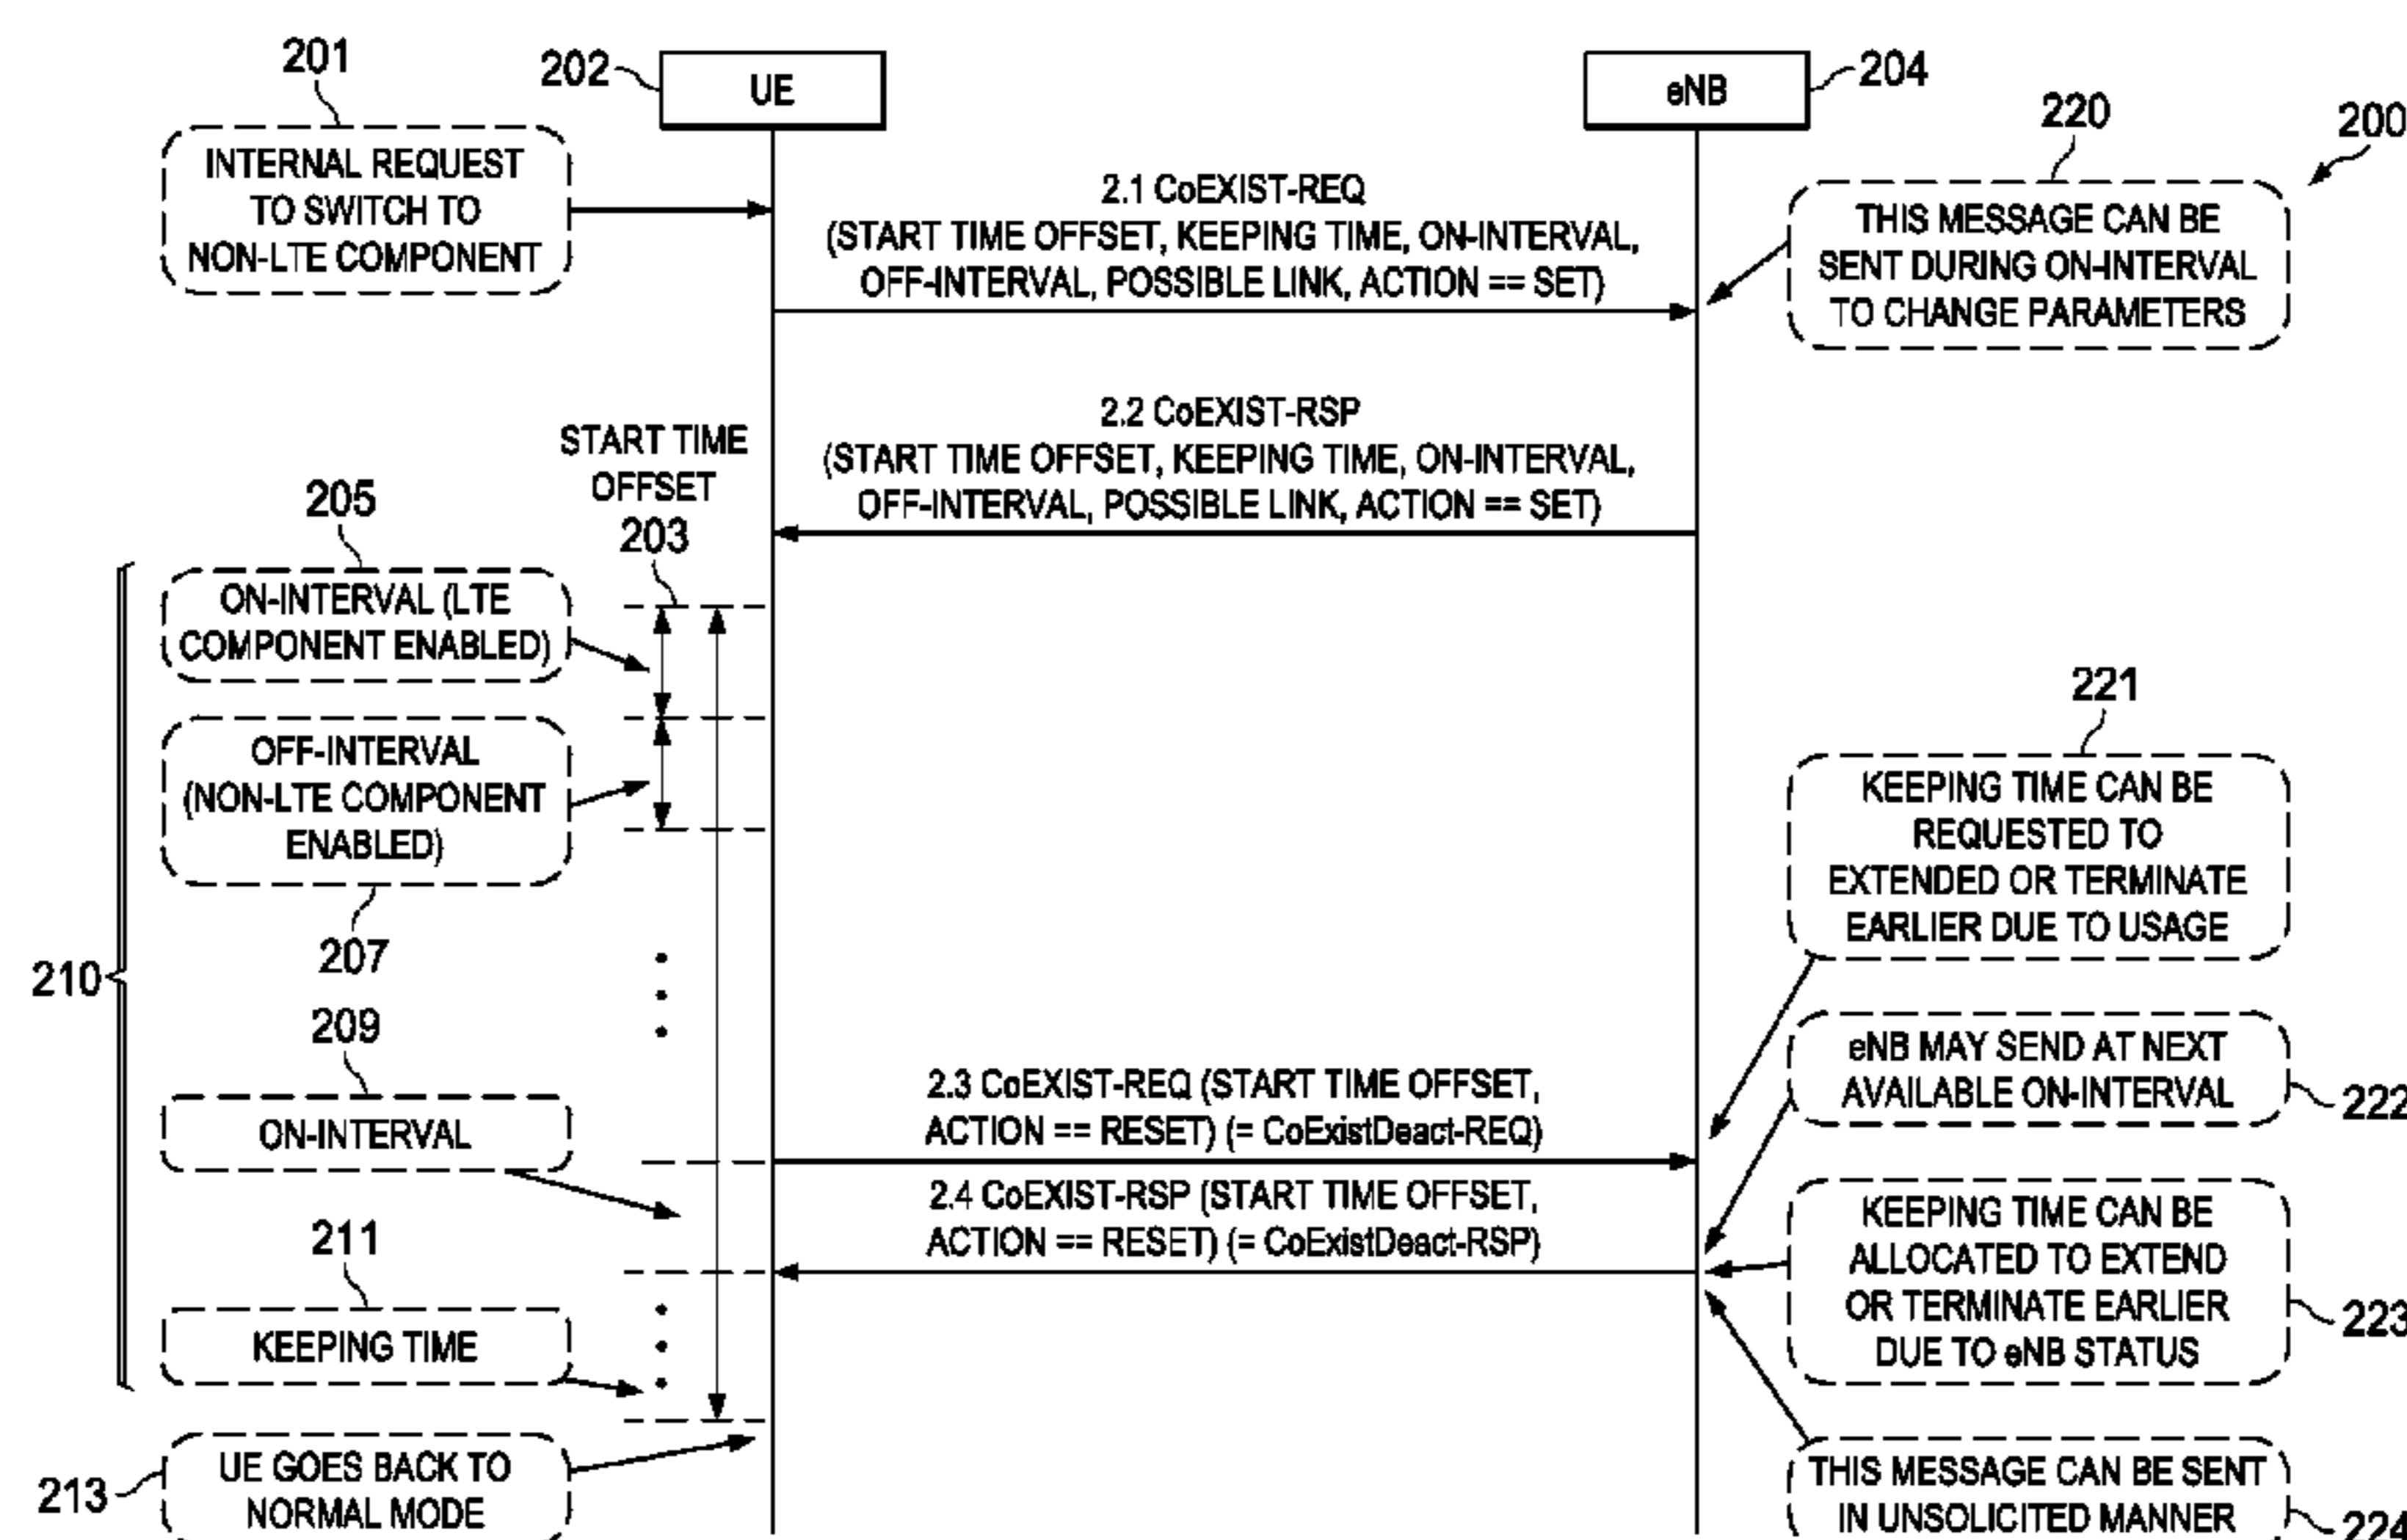 201
202
UE
eNB
204
220
200
INTERNAL REQUEST
TO SWITCH TO
NON-LTE COMPONENT
2.1 CoEXIST-REQ
(START TIME OFFSET, KEEPING TIME, ON-INTERVAL,
OFF-INTERVAL, POSSIBLE LINK, ACTION == SET)
THIS MESSAGE CAN BE
SENT DURING ON-INTERVAL
TO CHANGE PARAMETERS
2.2 CoEXIST-RSP
(START TIME OFFSET, KEEPING TIME, ON-INTERVAL,
OFF-INTERVAL, POSSIBLE LINK, ACTION == SET)
START TIME
OFFSET
203
205
ON-INTERVAL (LTE
COMPONENT ENABLED)
OFF-INTERVAL
(NON-LTE COMPONENT
ENABLED)
207
210
221
KEEPING TIME CAN BE
REQUESTED TO
EXTENDED OR TERMINATE
EARLIER DUE TO USAGE
209
ON-INTERVAL
2.3 CoEXIST-REQ (START TIME OFFSET,
ACTION == RESET) (= CoExistDeact-REQ)
eNB MAY SEND AT NEXT
AVAILABLE ON-INTERVAL
222
2.4 CoEXIST-RSP (START TIME OFFSET,
ACTION == RESET) (= CoExistDeact-RSP)
211
KEEPING TIME
KEEPING TIME CAN BE
ALLOCATED TO EXTEND
OR TERMINATE EARLIER
DUE TO eNB STATUS
223
213
UE GOES BACK TO
NORMAL MODE
THIS MESSAGE CAN BE SENT
IN UNSOLICITED MANNER
224